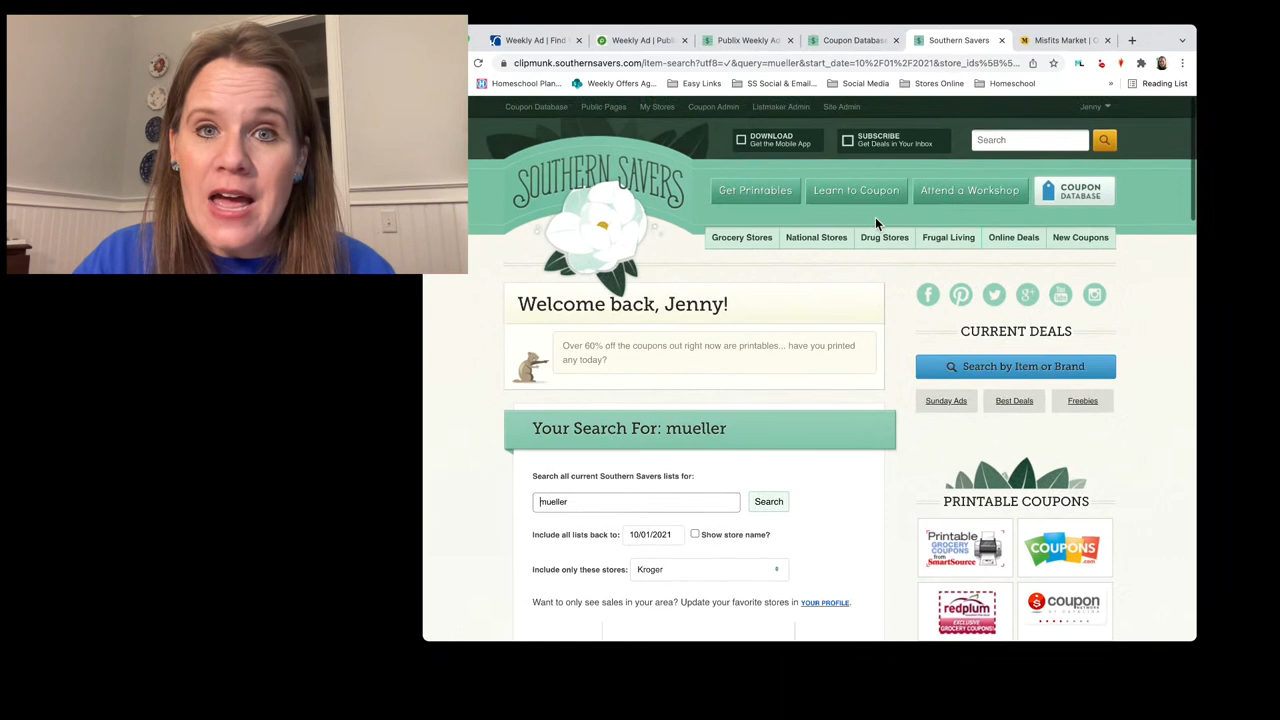 Weekly Ad | Find
Weekly Ad | Publi
Publix Weekly Ad
Coupon Database
Southern Savers
Misfits Market | C
clipmunk.southernsavers.com/item-search?utf8=✓&query=mueller&start_date=10%2F01%2F2021&store_ids%5B%5...
Homeschool Plan...
Weekly Offers Ag...
Easy Links
SS Social & Email...
Social Media
Stores Online
Homeschool
»
Reading List
Coupon Database
Public Pages
My Stores
Coupon Admin
Listmaker Admin
Site Admin
Jenny
DOWNLOAD
Get the Mobile App
SUBSCRIBE
Get Deals in Your Inbox
Search
SOUTHERN SAVERS
Get Printables
Learn to Coupon
Attend a Workshop
COUPON
DATABASE
Grocery Stores
National Stores
Drug Stores
Frugal Living
Online Deals
New Coupons
Welcome back, Jenny!
Over 60% off the coupons out right now are printables... have you printed
any today?
Your Search For: mueller
Search all current Southern Savers lists for:
mueller
Search
Include all lists back to: 10/01/2021 Show store name?
Include only these stores: Kroger
Want to only see sales in your area? Update your favorite stores in YOUR PROFILE.
CURRENT DEALS
Search by Item or Brand
Sunday Ads
Best Deals
Freebies
PRINTABLE COUPONS
Printable
GROCERY
COUPONS
from
SmartSource
COUPONS
.com
redplum
EXCLUSIVE
GROCERY COUPONS
coupon
NETWORK